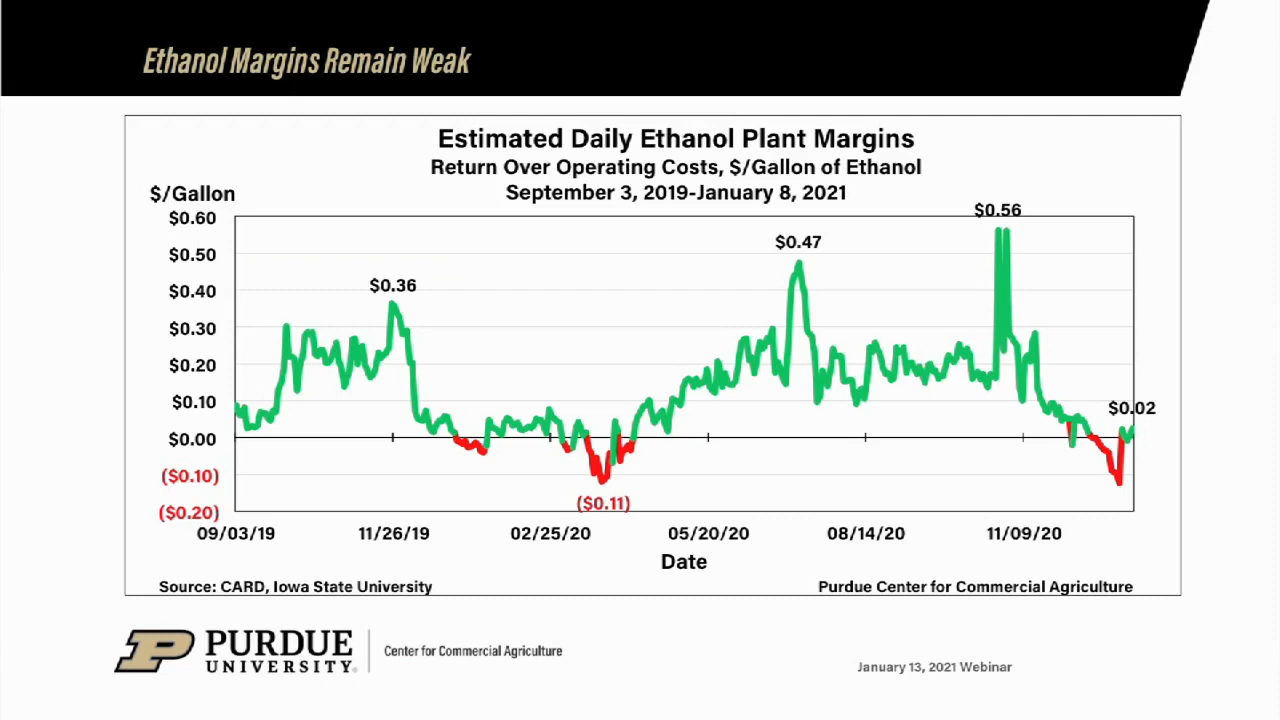 Ethanol Margins Remain Weak
Estimated Daily Ethanol Plant Margins
Return Over Operating Costs, $/Gallon of Ethanol
September 3, 2019-January 8, 2021
$/Gallon
$0.60
$0.50
$0.40
$0.30
$0.20
$0.10
$0.00
($0.10)
($0.20)
$0.36
$0.47
$0.56
$0.02
($0.11)
09/03/19 11/26/19 02/25/20 05/20/20 08/14/20 11/09/20
Date
Source: CARD, Iowa State University
Purdue Center for Commercial Agriculture
P PURDUE
UNIVERSITY®
Center for Commercial Agriculture
January 13, 2021 Webinar